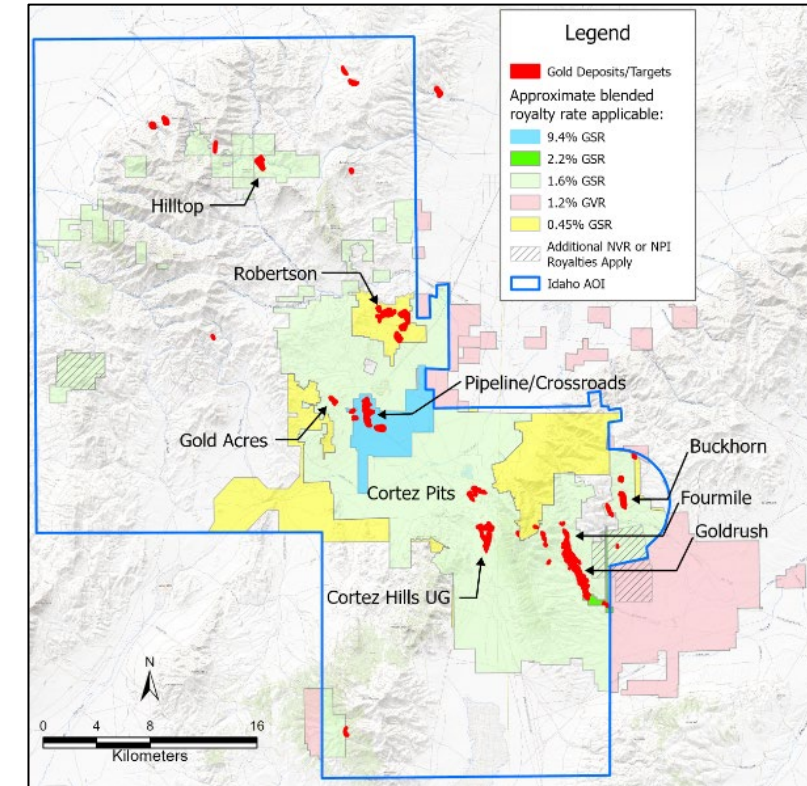 Legend
Gold Deposits/Targets
Approximate blended
royalty rate applicable:
9.4% GSR
2.2% GSR
1.6% GSR
1.2% GVR
0.45% GSR
Additional NVR or NPI
Royalties Apply
Idaho AOI
Hilltop
Robertson
Pipeline/Crossroads
Gold Acres
Buckhorn
Cortez Pits
Fourmile
Goldrush
Cortez Hills UG
N
0 4 8 16
Kilometers